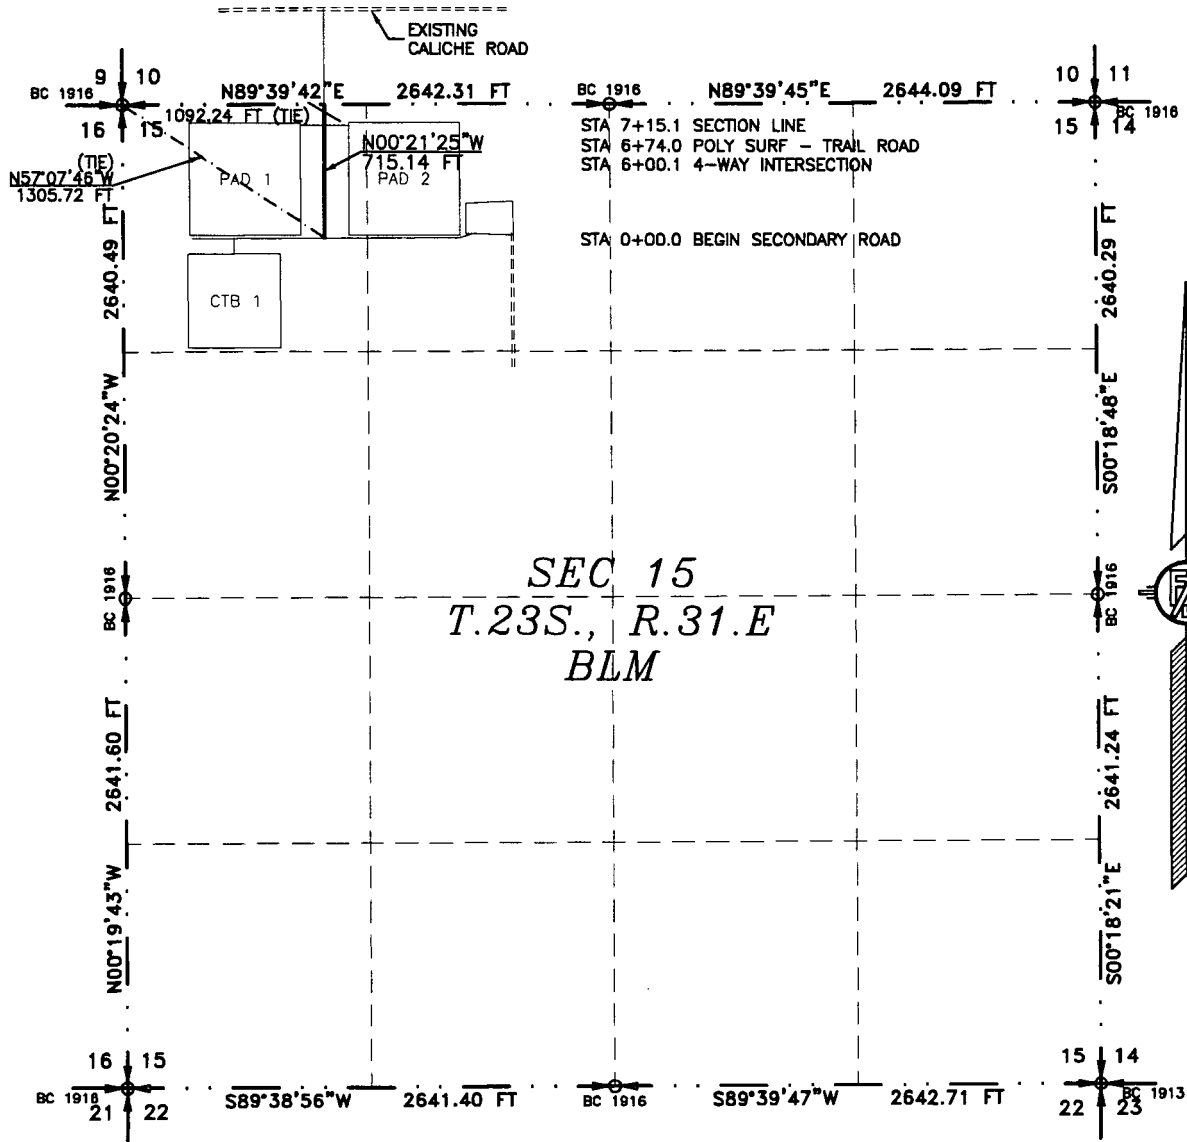 EXISTING
CALICHE ROAD
9 10
BC 1916
N89°39'42"E 2642.31 FT
BC 1916
N89°39'45"E 2644.09 FT
10 11
BC 1916
16 15
1092.24 FT (TIE)
15 14
STA 7+15.1 SECTION LINE
STA 6+74.0 POLY SURF - TRAIL ROAD
STA 6+00.1 4-WAY INTERSECTION
N00°21'25"W
715.14 FT
(TIE)
N57°07'46"W
1305.72 FT
PAD 1
PAD 2
STA 0+00.0 BEGIN SECONDARY ROAD
CTB 1
2640.49 FT
N00°20'24"W
2640.29 FT
S00°18'48"E
BC 1916
SEC 15
T.23S., R.31.E
BLM
BC 1916
2641.60 FT
N00°19'43"W
2641.24 FT
S00°18'21"E
16 15
15 14
BC 1916
21 22
S89°38'56"W 2641.40 FT
BC 1916
S89°39'47"W 2642.71 FT
22 23
BC 1913